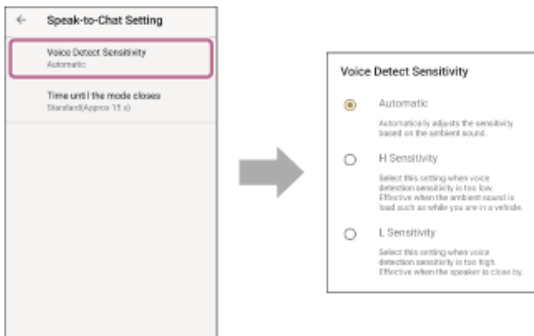 Speak-to-Chat Setting
Voice Detect Sensitivity
Automatic
Time until the mode closes
Standard(Approx 15 s)
Voice Detect Sensitivity
Automatic
Automatically adjusts the sensitivity
based on the ambient sound.
H Sensitivity
Select this setting when voice
detection sensitivity is too low.
Effective when the ambient sound is
loud such as while you are in a vehicle.
L Sensitivity
Select this setting when voice
detection sensitivity is too high.
Effective when the speaker is close by.